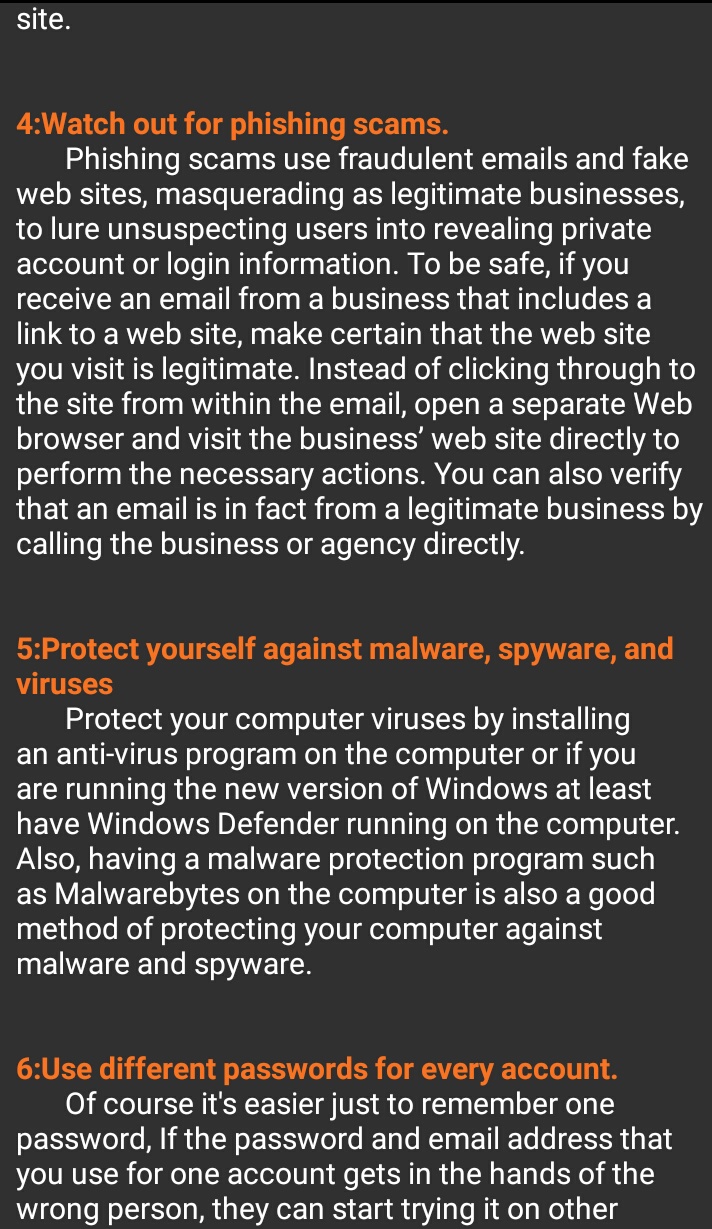 site.
4:Watch out for phishing scams.
Phishing scams use fraudulent emails and fake
web sites, masquerading as legitimate businesses,
to lure unsuspecting users into revealing private
account or login information. To be safe, if you
receive an email from a business that includes a
link to a web site, make certain that the web site
you visit is legitimate. Instead of clicking through to
the site from within the email, open a separate Web
browser and visit the business’ web site directly to
perform the necessary actions. You can also verify
that an email is in fact from a legitimate business by
calling the business or agency directly.
5:Protect yourself against malware, spyware, and
viruses
Protect your computer viruses by installing
an anti-virus program on the computer or if you
are running the new version of Windows at least
have Windows Defender running on the computer.
Also, having a malware protection program such
as Malwarebytes on the computer is also a good
method of protecting your computer against
malware and spyware.
6:Use different passwords for every account.
Of course it's easier just to remember one
password, If the password and email address that
you use for one account gets in the hands of the
wrong person, they can start trying it on other